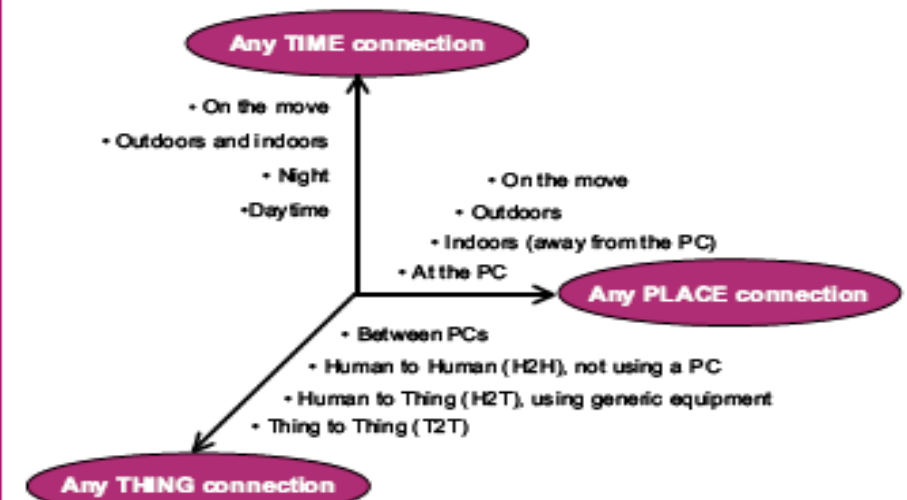 Any TIME connection
• On the move
• Outdoors and indoors
• Night
•Daytime
• On the move
• Outdoors
• Indoors (away from the PC)
• At the PC
Any PLACE connection
• Between PCs
• Human to Human (H2H), not using a PC
• Human to Thing (H2T), using generic equipment
• Thing to Thing (T2T)
Any THING connection